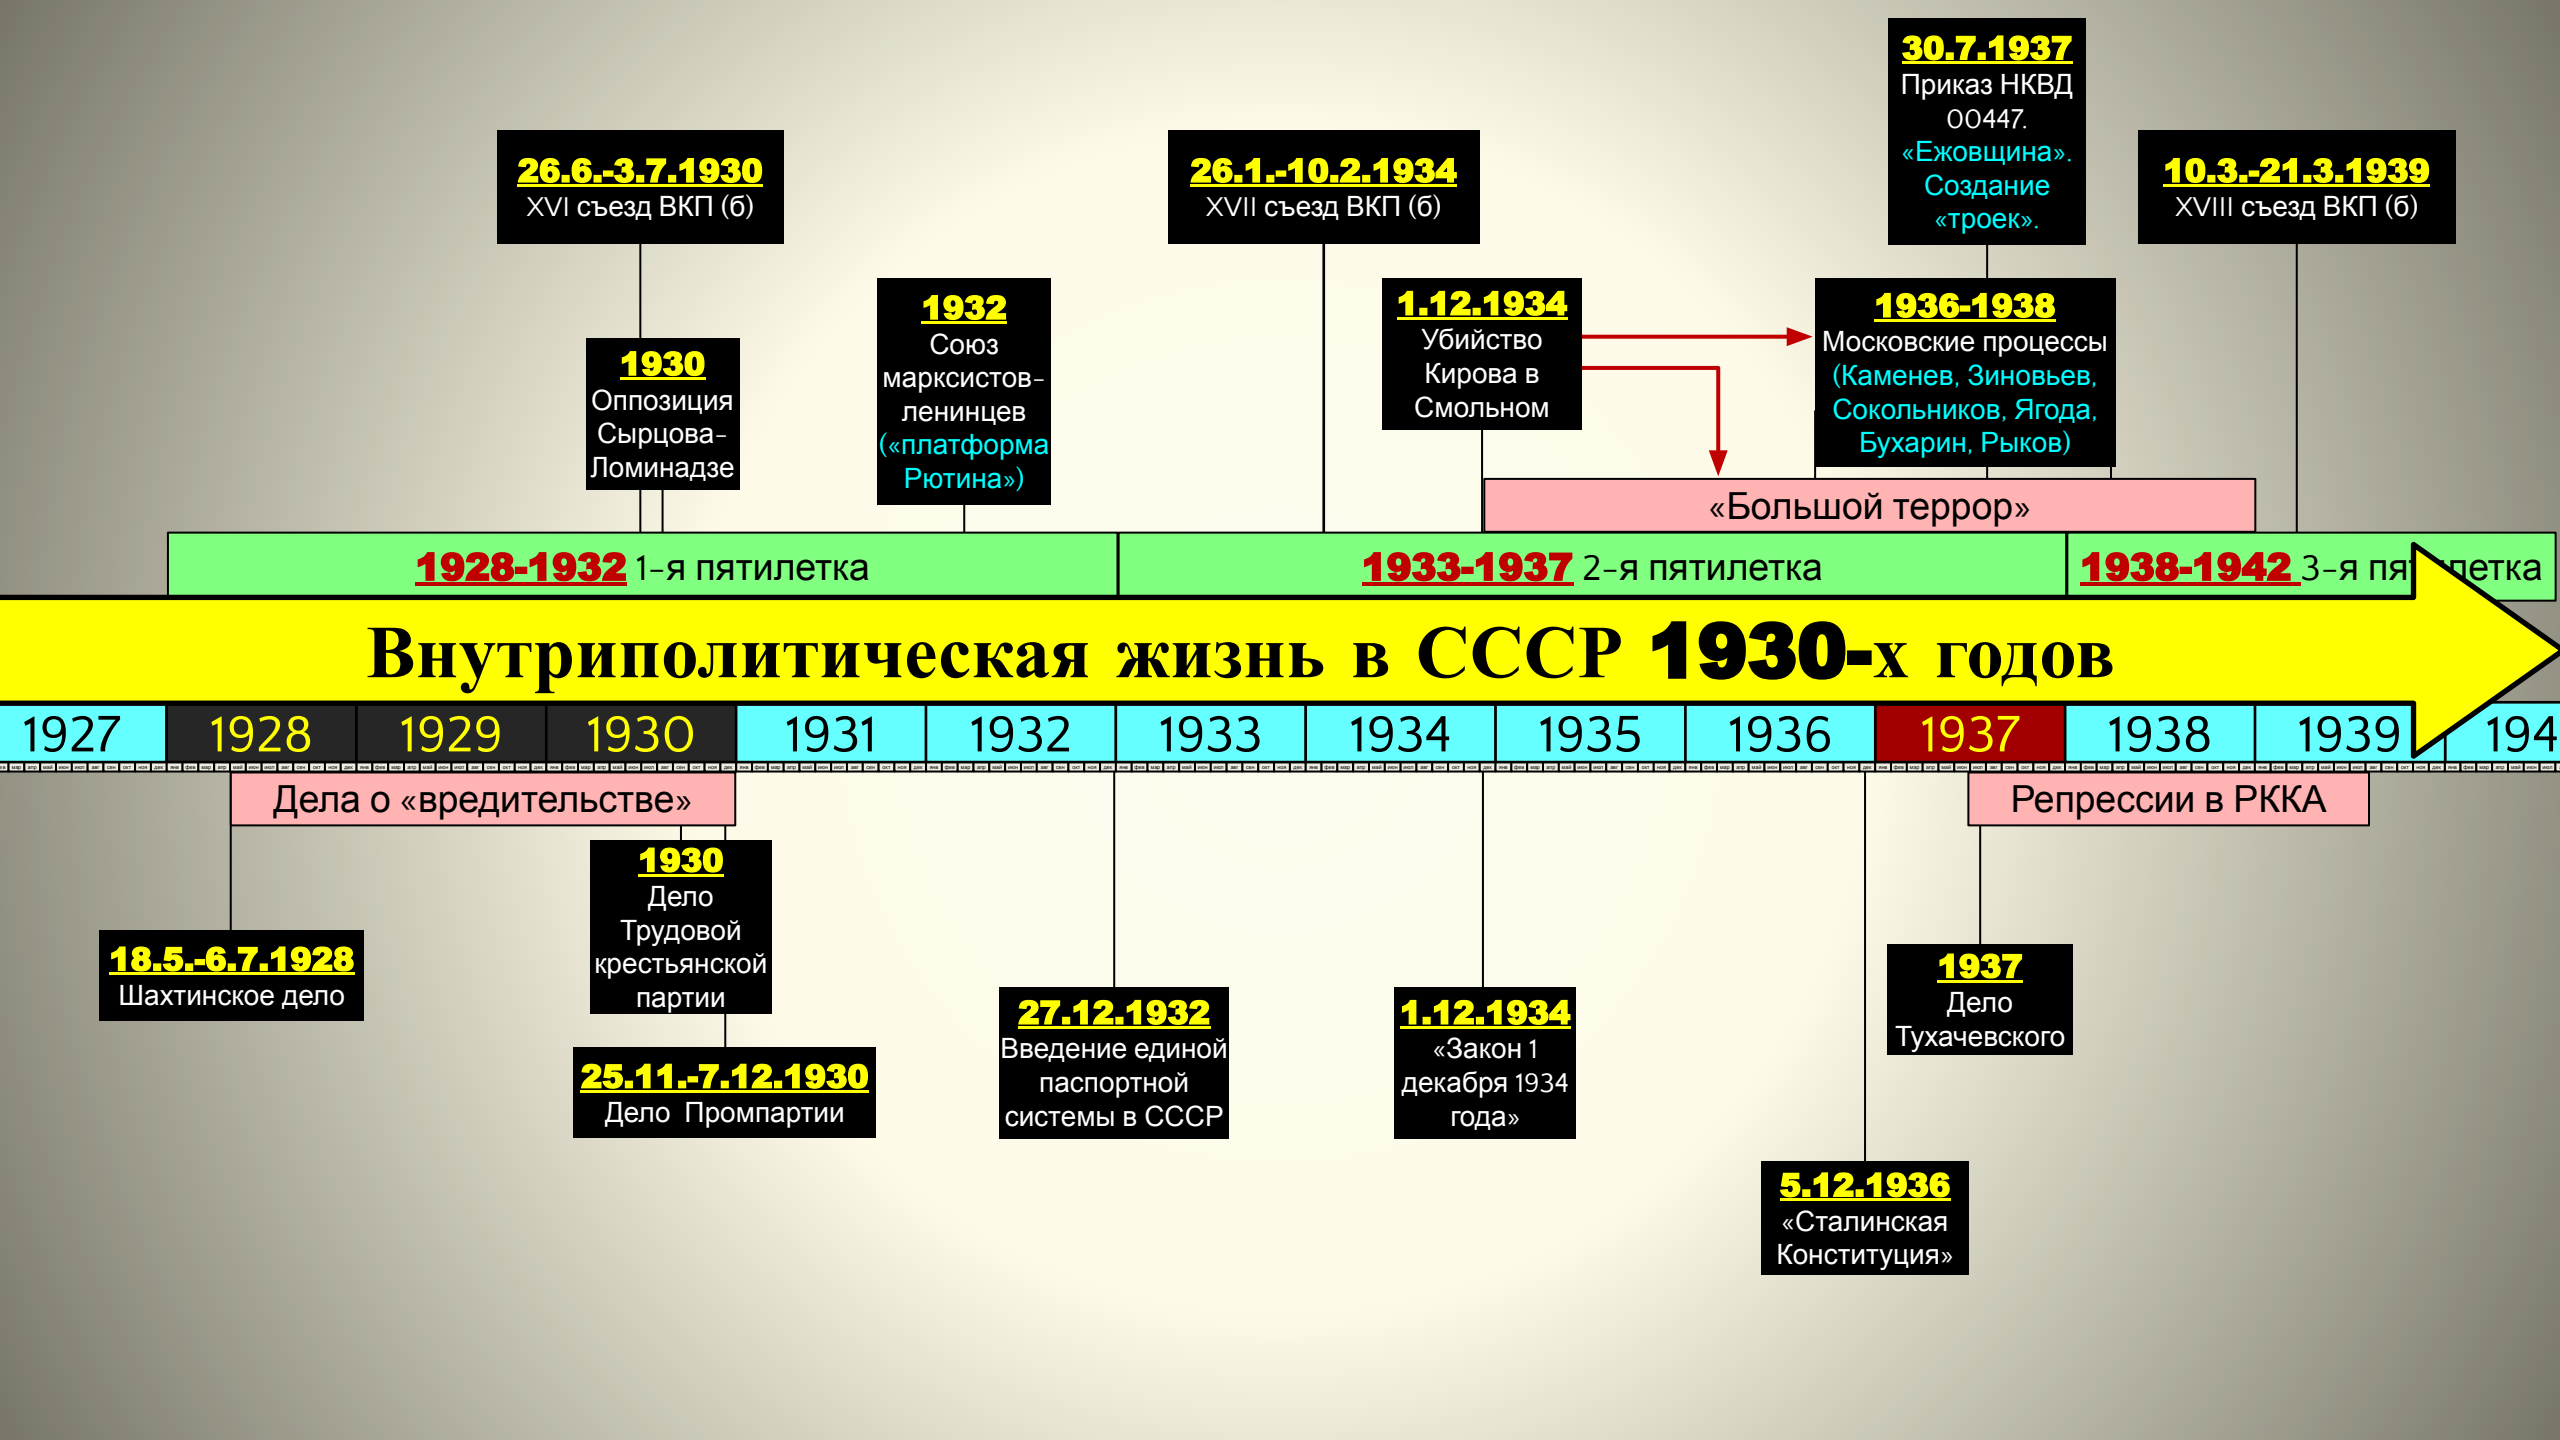 30.7.1937
Приказ НКВД
00447.
«Ежовщина».
Создание
«троек».
26.6.-3.7.1930
XVI съезд ВКП (б)
26.1.-10.2.1934
XVII съезд ВКП (б)
10.3.-21.3.1939
XVIII съезд ВКП (б)
1930
Оппозиция
Сырцова-
Ломинадзе
1932
Союз
марксистов-
ленинцев
(«платформа
Рютина»)
1.12.1934
Убийство
Кирова в
Смольном
1936-1938
Московские процессы
(Каменев, Зиновьев,
Сокольников, Ягода,
Бухарин, Рыков)
«Большой террор»
1928-1932 1-я пятилетка
1933-1937 2-я пятилетка
1938-1942 3-я
Внутриполитическая жизнь в СССР 1930-х годов
1927 1928 1929 1930 1931 1932 1933 1934 1935 1936 1937 1938 1939 194
Дела о «вредительстве»
Репрессии в РККА
18.5.-6.7.1928
Шахтинское дело
1930
Дело
Трудовой
крестьянской
партии
25.11.-7.12.1930
Дело Промпартии
27.12.1932
Введение единой
паспортной
системы в СССР
1.12.1934
«Закон 1
декабря 1934
года»
1937
Дело
Тухачевского
5.12.1936
«Сталинская
Конституция»